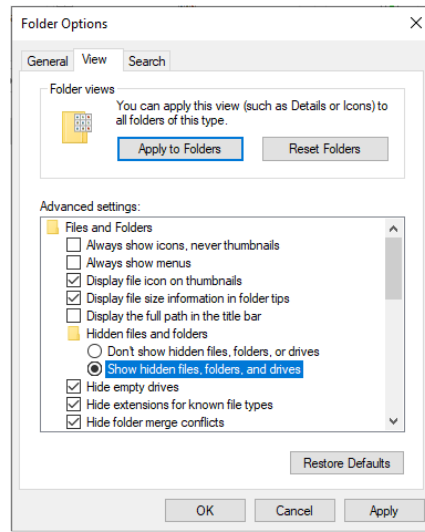 Folder Options
General
View
Search
Folder views
You can apply this view (such as Details or Icons) to
all folders of this type.
Apply to Folders
Reset Folders
Advanced settings:
Files and Folders
Always show icons, never thumbnails
Always show menus
Display file icon on thumbnails
Display file size information in folder tips
Display the full path in the title bar
Hidden files and folders
Don't show hidden files, folders, or drives
Show hidden files, folders, and drives
Hide empty drives
Hide extensions for known file types
Hide folder merge conflicts
Restore Defaults
OK
Cancel
Apply